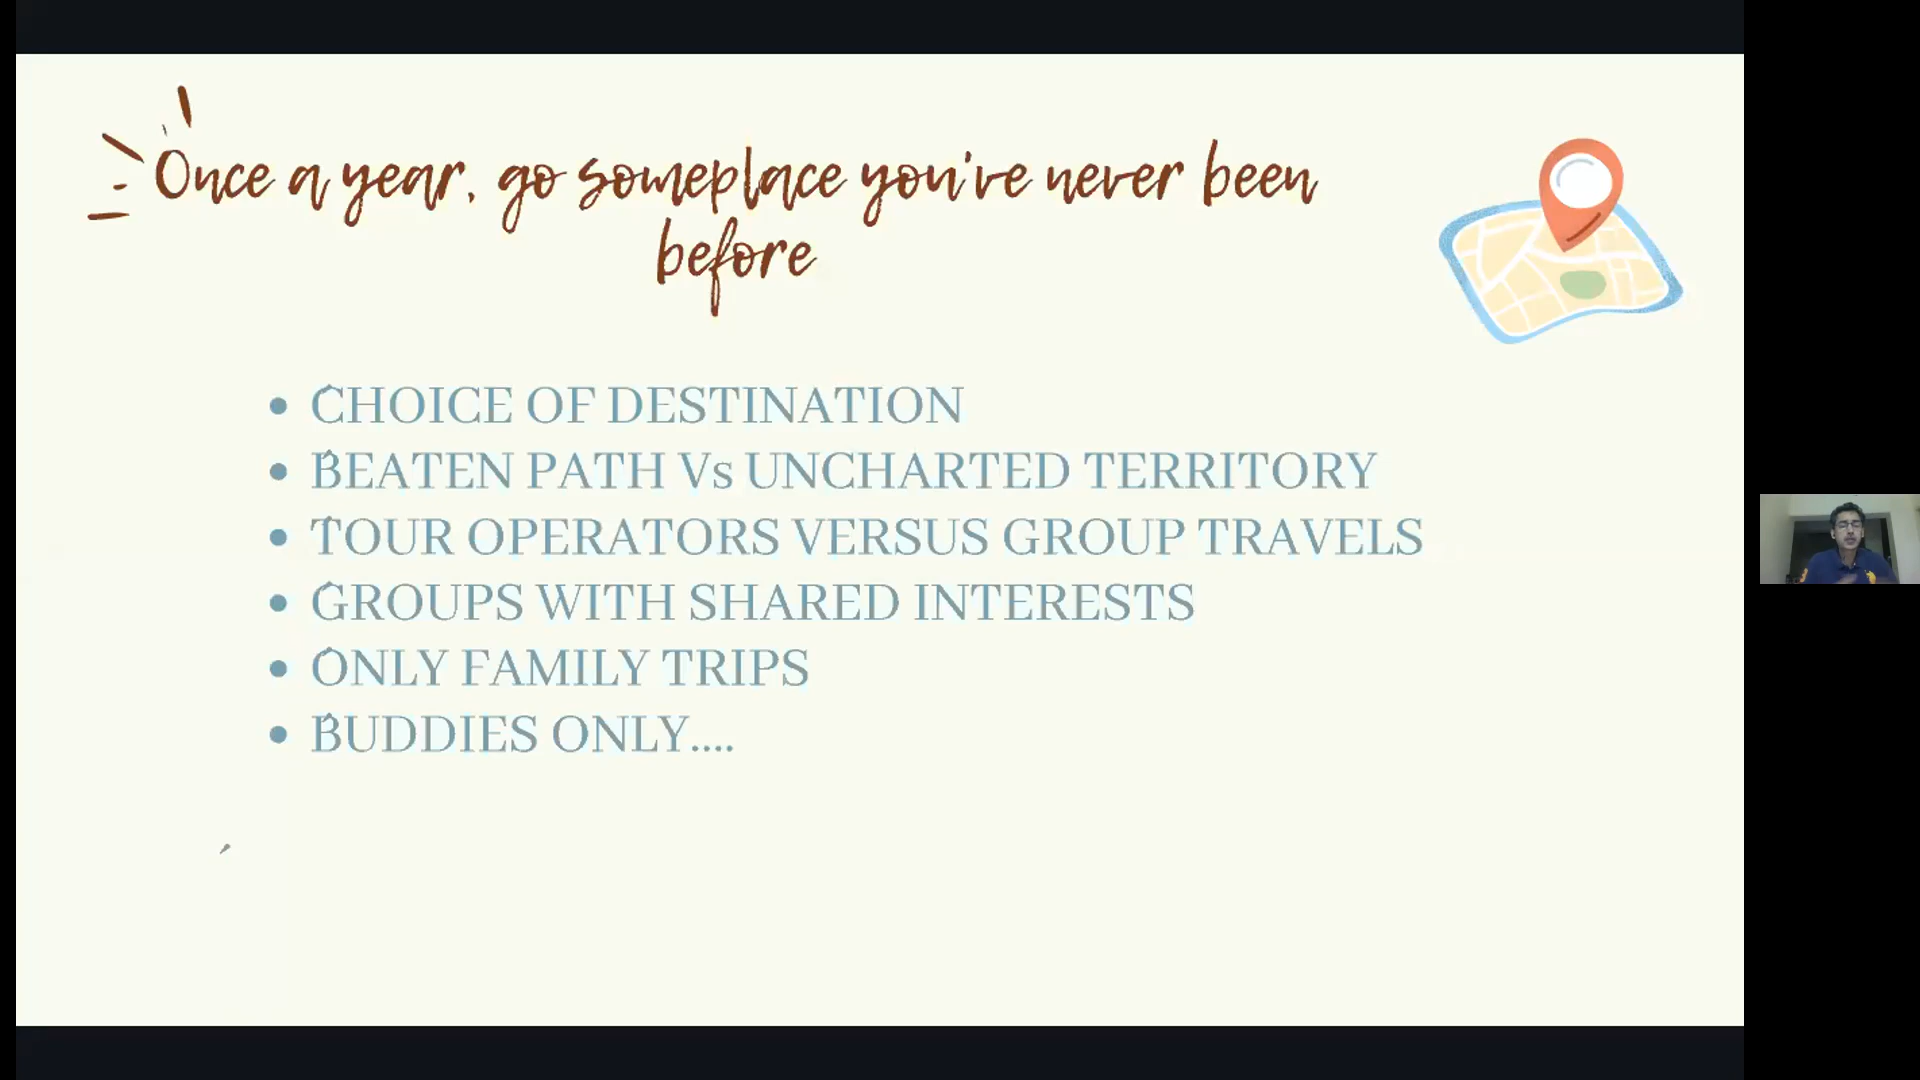 Once a year, go someplace you've never been
before
• CHOICE OF DESTINATION
• BEATEN PATH Vs UNCHARTED TERRITORY
• TOUR OPERATORS VERSUS GROUP TRAVELS
• GROUPS WITH SHARED INTERESTS
• ONLY FAMILY TRIPS
• BUDDIES ONLY....